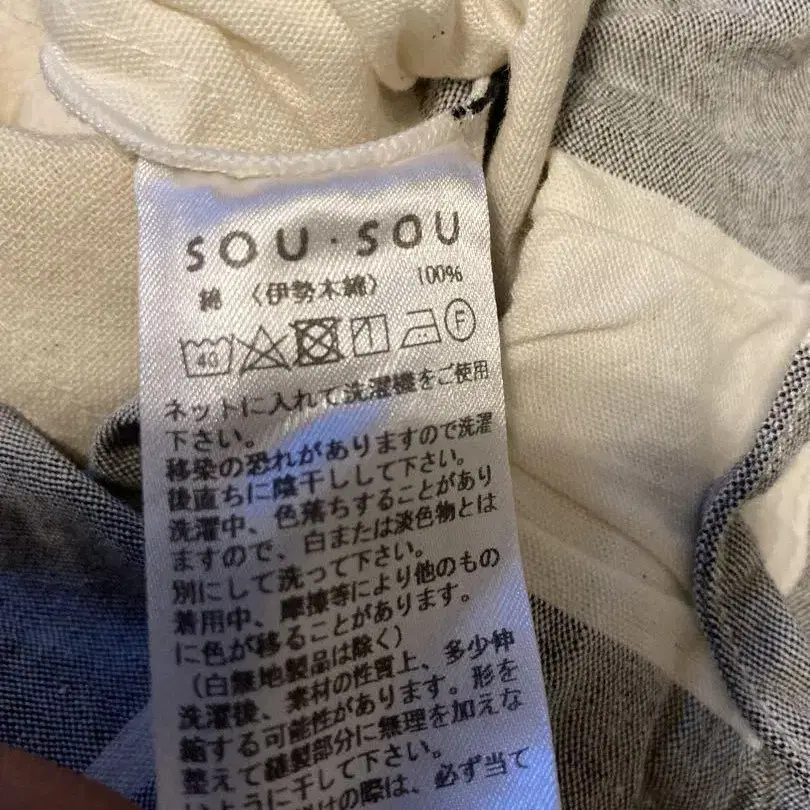 SOU・SOU
綿 〈伊勢木綿〉 100%
40 F
ネットに入れて洗濯機をご使用
下さい。
移染の恐れがありますので洗濯
後直ちに陰干しして下さい。
洗濯中、色落ちすることがあり
ますので、白または淡色物とは
別にして洗って下さい。
着用中、摩擦等により他のもの
に色が移ることがあります。
(白無地製品は除く)
洗濯後、素材の性質上、多少伸
縮する可能性があります。形を
整えて縫製部分に無理を加えな
いように干して下さい。
の際は、必ず当て